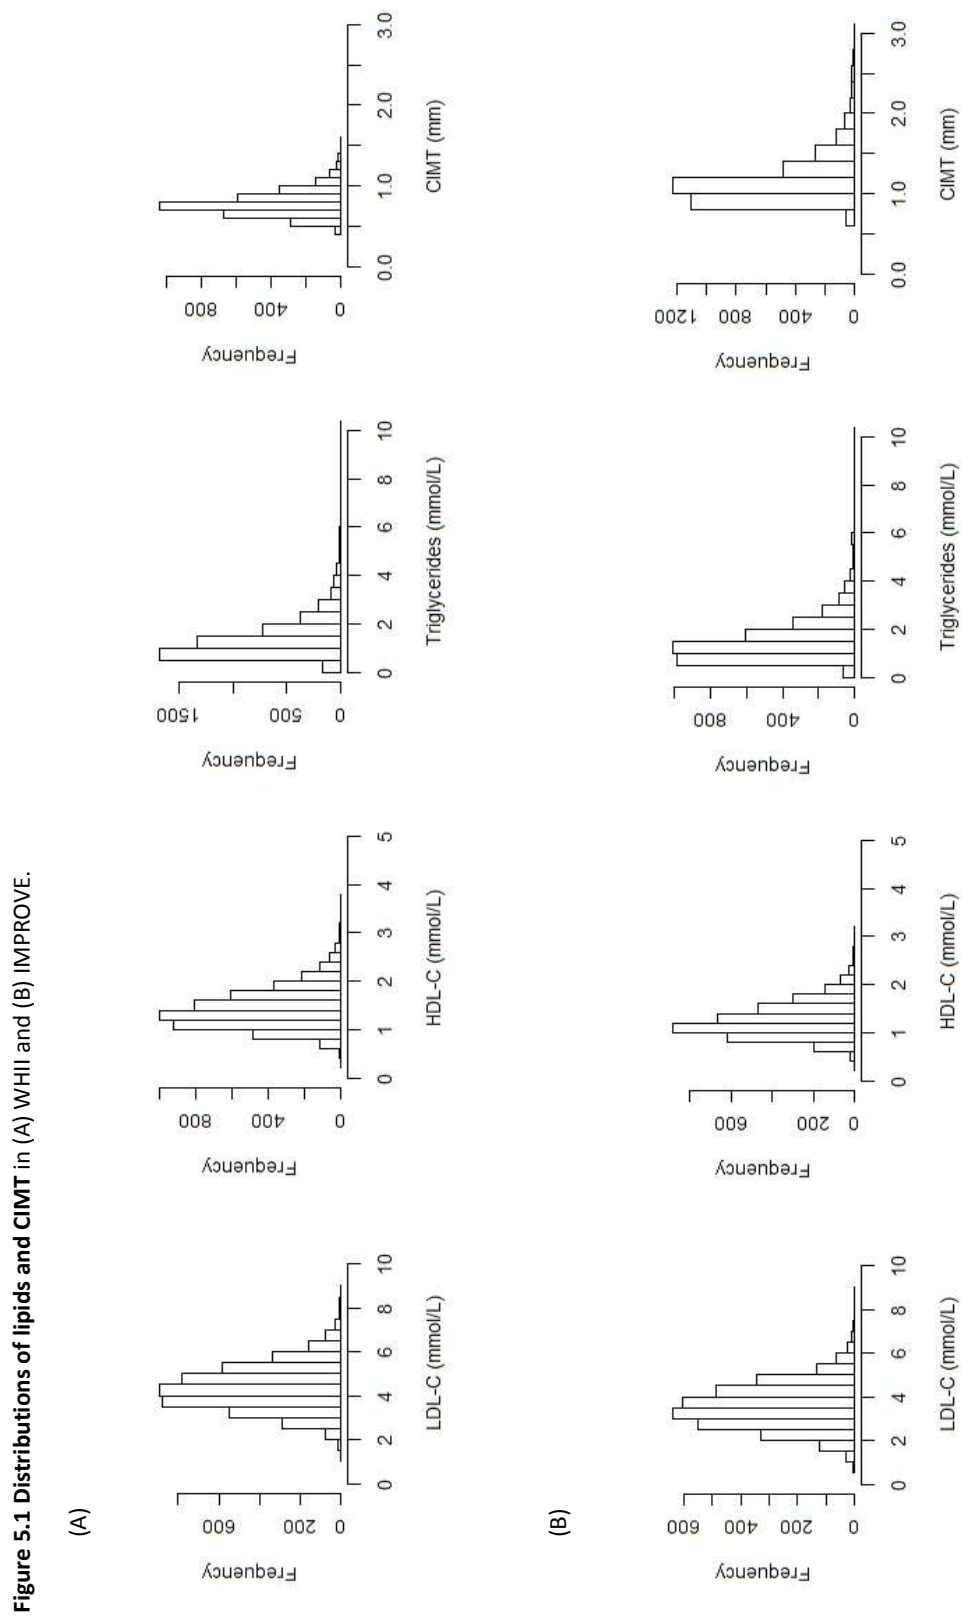 Figure 5.1 Distributions of lipids and CIMT in (A) WHII and (B) IMPROVE.
(A)
Frequency
0 200 600
0 2 4 6 8 10
LDL-C (mmol/L)
Frequency
0 400 800
0 1 2 3 4 5
HDL-C (mmol/L)
Frequency
0 500 1500
0 2 4 6 8 10
Triglycerides (mmol/L)
Frequency
0 400 800
0.0 1.0 2.0 3.0
CIMT (mm)
(B)
Frequency
0 200 400 600
0 2 4 6 8 10
LDL-C (mmol/L)
Frequency
0 200 600
0 1 2 3 4 5
HDL-C (mmol/L)
Frequency
0 400 800
0 2 4 6 8 10
Triglycerides (mmol/L)
Frequency
0 400 800 1200
0.0 1.0 2.0 3.0
CIMT (mm)